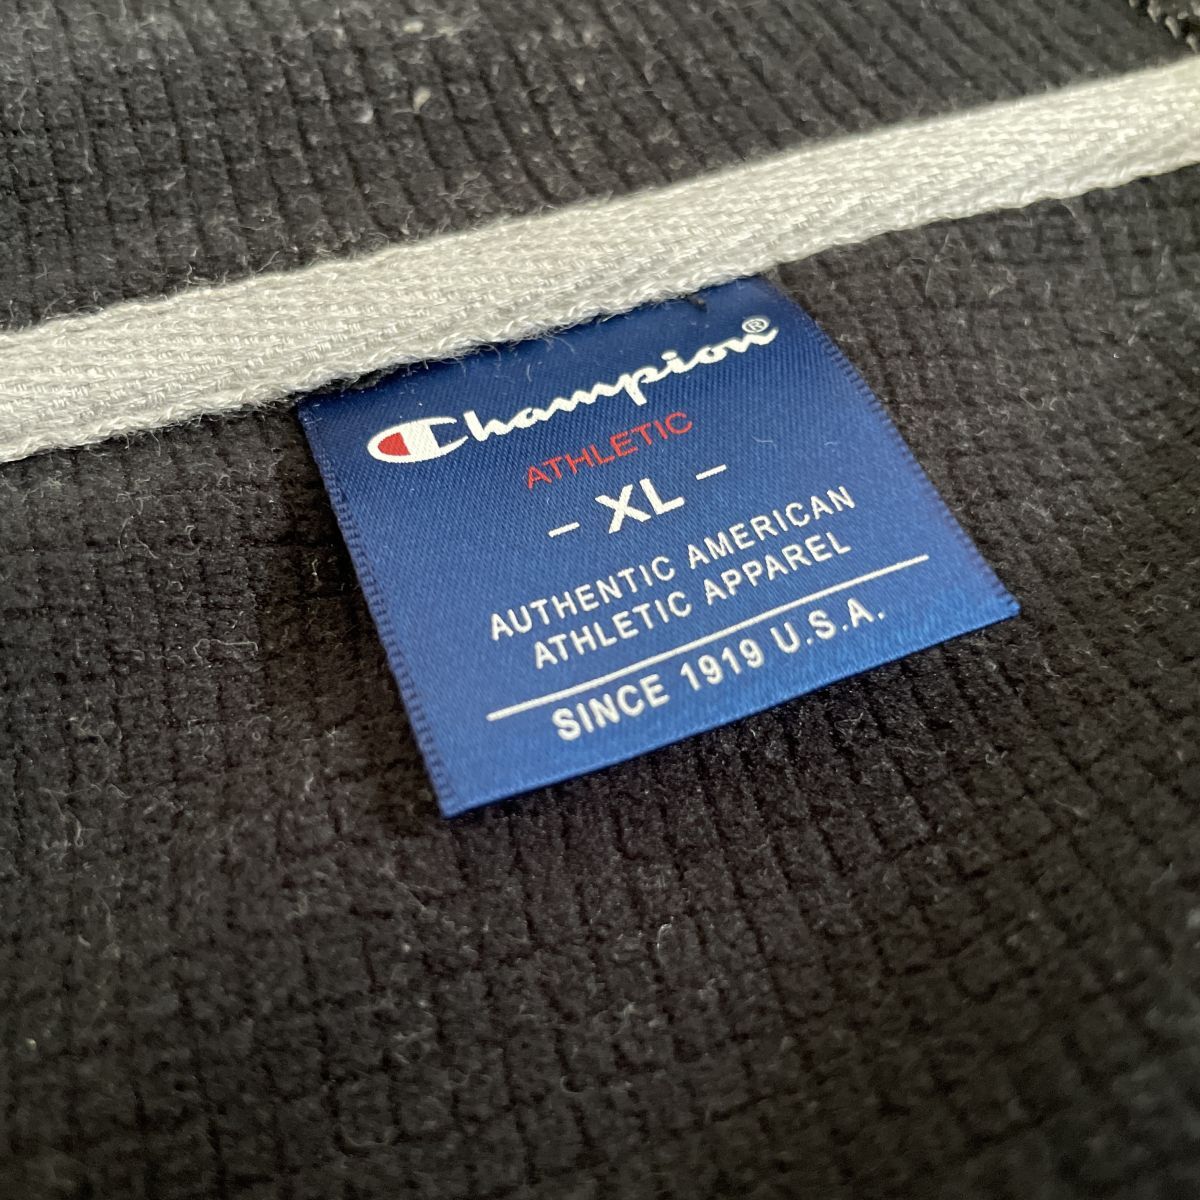 Champion®
ATHLETIC
- XL -
AUTHENTIC AMERICAN
ATHLETIC APPAREL
SINCE 1919 U.S.A.